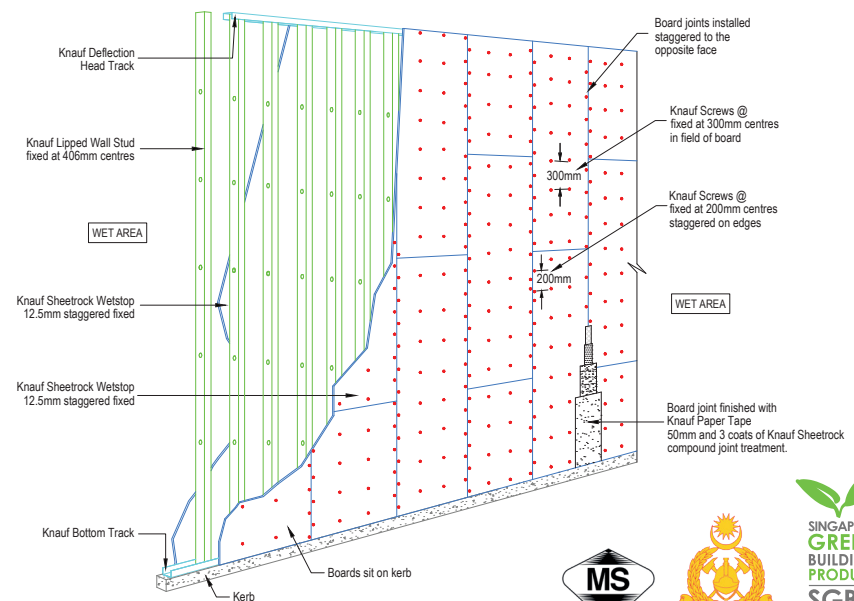 Knauf Deflection
Head Track
Board joints installed
staggered to the
opposite face
Knauf Lipped Wall Stud
fixed at 406mm centres
Knauf Screws @
fixed at 300mm centres
in field of board
300mm
Knauf Screws @
fixed at 200mm centres
staggered on edges
WET AREA
200mm
WET AREA
Knauf Sheetrock Wetstop
12.5mm staggered fixed
Knauf Sheetrock Wetstop
12.5mm staggered fixed
Board joint finished with
Knauf Paper Tape
50mm and 3 coats of Knauf Sheetrock
compound joint treatment.
Knauf Bottom Track
Boards sit on kerb
Kerb
MS
SINGAP
GREE
BUILDI
PRODU
SGB